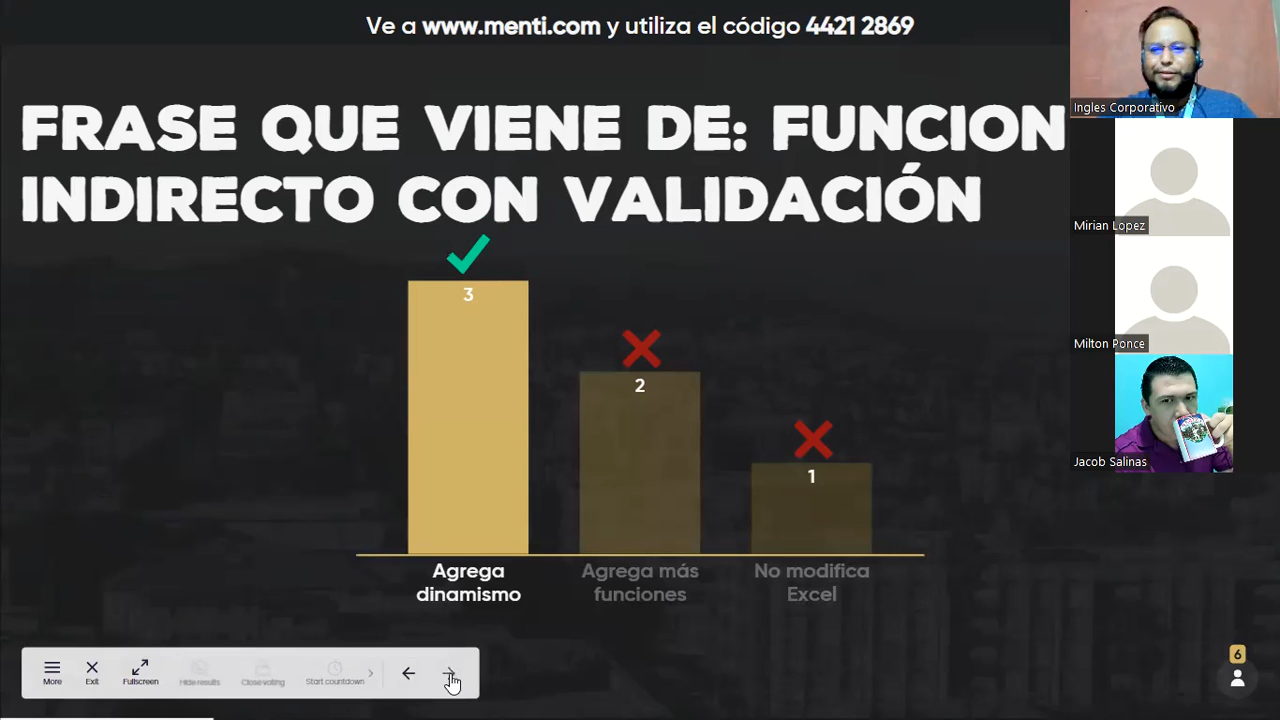 Ve a www.menti.com y utiliza el código 4421 2869
FRASE QUE VIENE DE: FUNCION
INDIRECTO CON VALIDACIÓN
3
2
1
Agrega
dinamismo
Agrega más
funciones
No modifica
Excel
More
Exit
Fullscreen
Hide results
Close voting
Start countdown
6
Ingles Corporativo
Mirian Lopez
Milton Ponce
Jacob Salinas